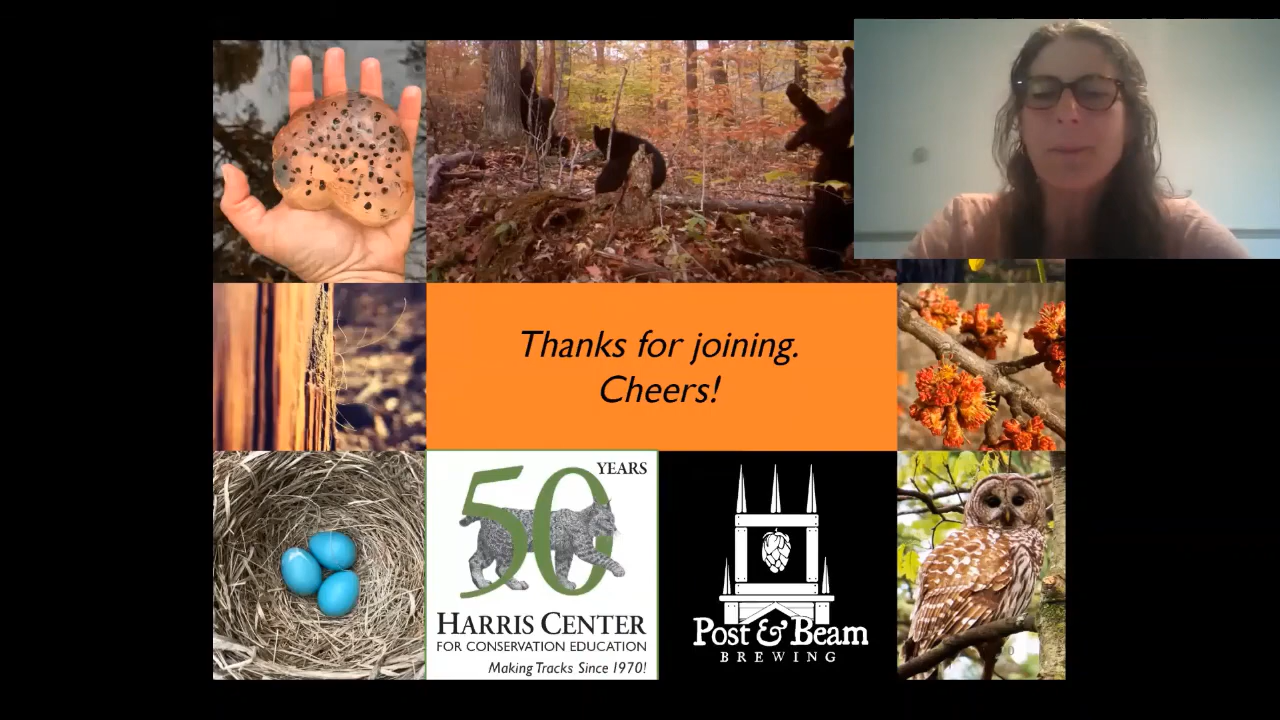 Thanks for joining.
Cheers!
50 YEARS
HARRIS CENTER
FOR CONSERVATION EDUCATION
Making Tracks Since 1970!
Post & Beam
BREWING